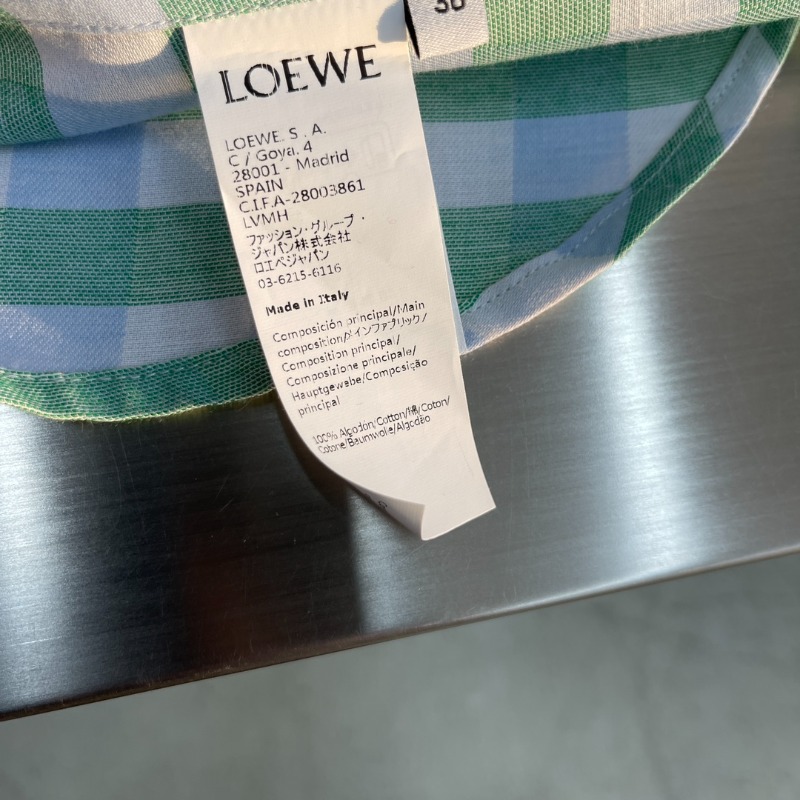 36
LOEWE
LOEWE. S . A.
C / Goya. 4
28001 - Madrid
SPAIN
C.I.F.A-28003861
LVMH
ファッション・グループ・
ジャパン株式会社
ロエベジャパン
03-6215-6116
Made in Italy
Composición principal/Main
composition/メインファブリック/
Composition principal/
Composizione principale/
Hauptgewebe/Composição
principal
100% Algodón/Cotton/棉/Coton/
Cotone/Baumwolle/Algodão